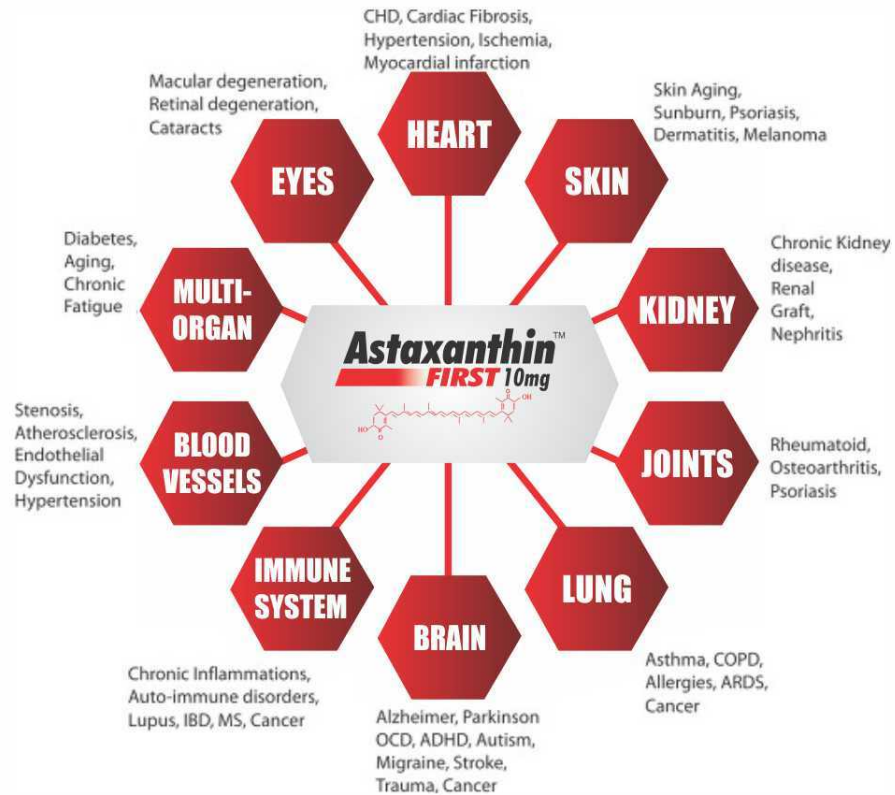 CHD, Cardiac Fibrosis,
Hypertension, Ischemia,
Myocardial infarction
HEART
Skin Aging,
Sunburn, Psoriasis,
Dermatitis, Melanoma
SKIN
Chronic Kidney
disease,
Renal
Graft,
Nephritis
KIDNEY
Rheumatoid,
Osteoarthritis,
Psoriasis
JOINTS
Asthma, COPD,
Allergies, ARDS,
Cancer
LUNG
Alzheimer, Parkinson
OCD, ADHD, Autism,
Migraine, Stroke,
Trauma, Cancer
BRAIN
Chronic Inflammations,
Auto-immune disorders,
Lupus, IBD, MS, Cancer
IMMUNE
SYSTEM
Stenosis,
Atherosclerosis,
Endothelial
Dysfunction,
Hypertension
BLOOD
VESSELS
Diabetes,
Aging,
Chronic
Fatigue
MULTI-
ORGAN
Macular degeneration,
Retinal degeneration,
Cataracts
EYES
Astaxanthin™
FIRST 10mg
O
OH
HO
O